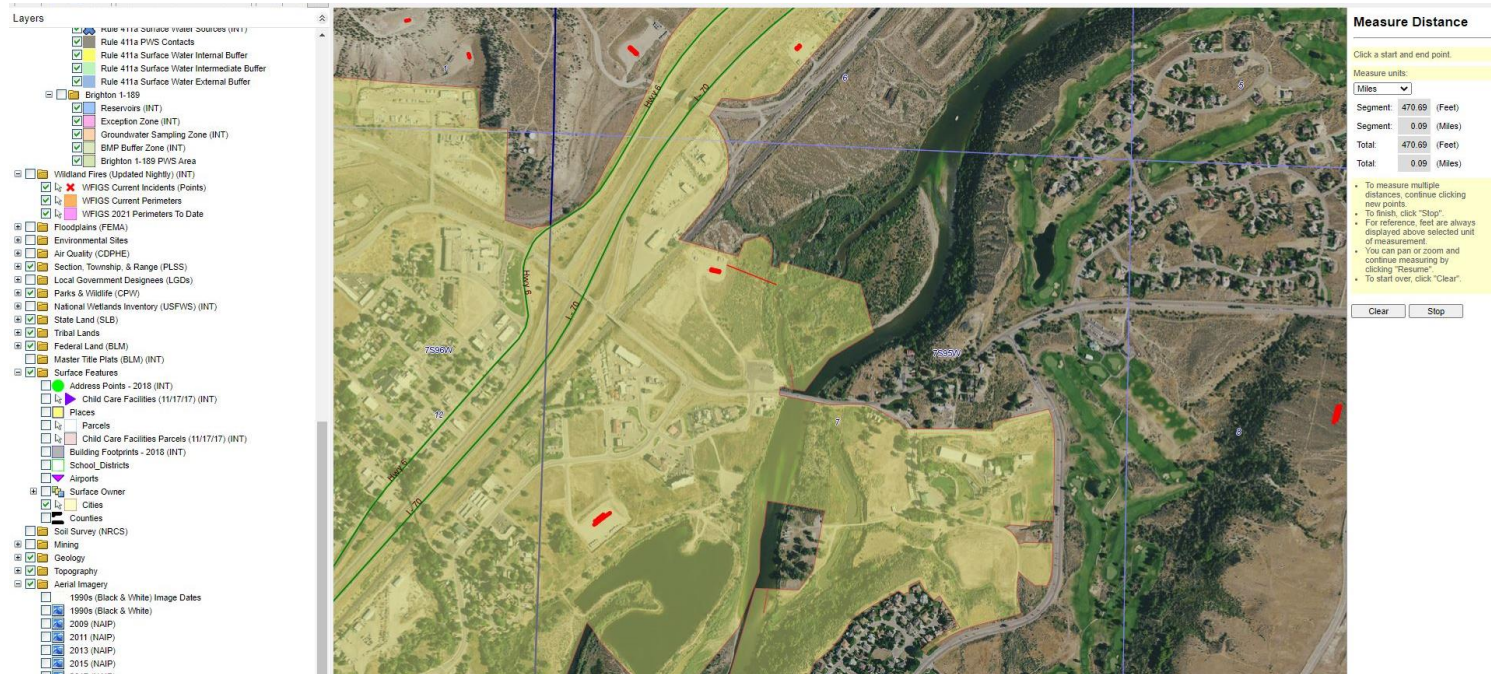 Layers
Rule 411a Surface Water Sources (INT)
Rule 411a PWS Contacts
Rule 411a Surface Water Internal Buffer
Rule 411a Surface Water Intermediate Buffer
Rule 411a Surface Water External Buffer
Brighton 1-189
Reservoirs (INT)
Exception Zone (INT)
Groundwater Sampling Zone (INT)
BMP Buffer Zone (INT)
Brighton 1-189 PWS Area
Wildland Fires (Updated Nightly) (INT)
WFIGS Current Incidents (Points)
WFIGS Current Perimeters
WFIGS 2021 Perimeters To Date
Floodplains (FEMA)
Environmental Sites
Air Quality (CDPHE)
Section, Township, & Range (PLSS)
Local Government Designees (LGDs)
Parks & Wildlife (CPW)
National Wetlands Inventory (USFWS) (INT)
State Land (SLB)
Tribal Lands
Federal Land (BLM)
Master Title Plats (BLM) (INT)
Surface Features
Address Points - 2018 (INT)
Child Care Facilities (11/17/17) (INT)
Places
Parcels
Child Care Facilities Parcels (11/17/17) (INT)
Building Footprints - 2018 (INT)
School_Districts
Airports
Surface Owner
Cities
Counties
Soil Survey (NRCS)
Mining
Geology
Topography
Aerial Imagery
1990s (Black & White) Image Dates
1990s (Black & White)
2009 (NAIP)
2011 (NAIP)
2013 (NAIP)
2015 (NAIP)
1
Hwy 6
I-70
6
5
Hwy 6
I-70
7S96W
7S95W
12
7
8
Hwy 6
I-70
Measure Distance
Click a start and end point.
Measure units:
Miles
Segment: 470.69 (Feet)
Segment: 0.09 (Miles)
Total: 470.69 (Feet)
Total: 0.09 (Miles)
• To measure multiple
distances, continue clicking
new points.
• To finish, click "Stop".
• For reference, feet are always
displayed above selected unit
of measurement.
• You can pan or zoom and
continue measuring by
clicking "Resume".
• To start over, click "Clear".
Clear Stop